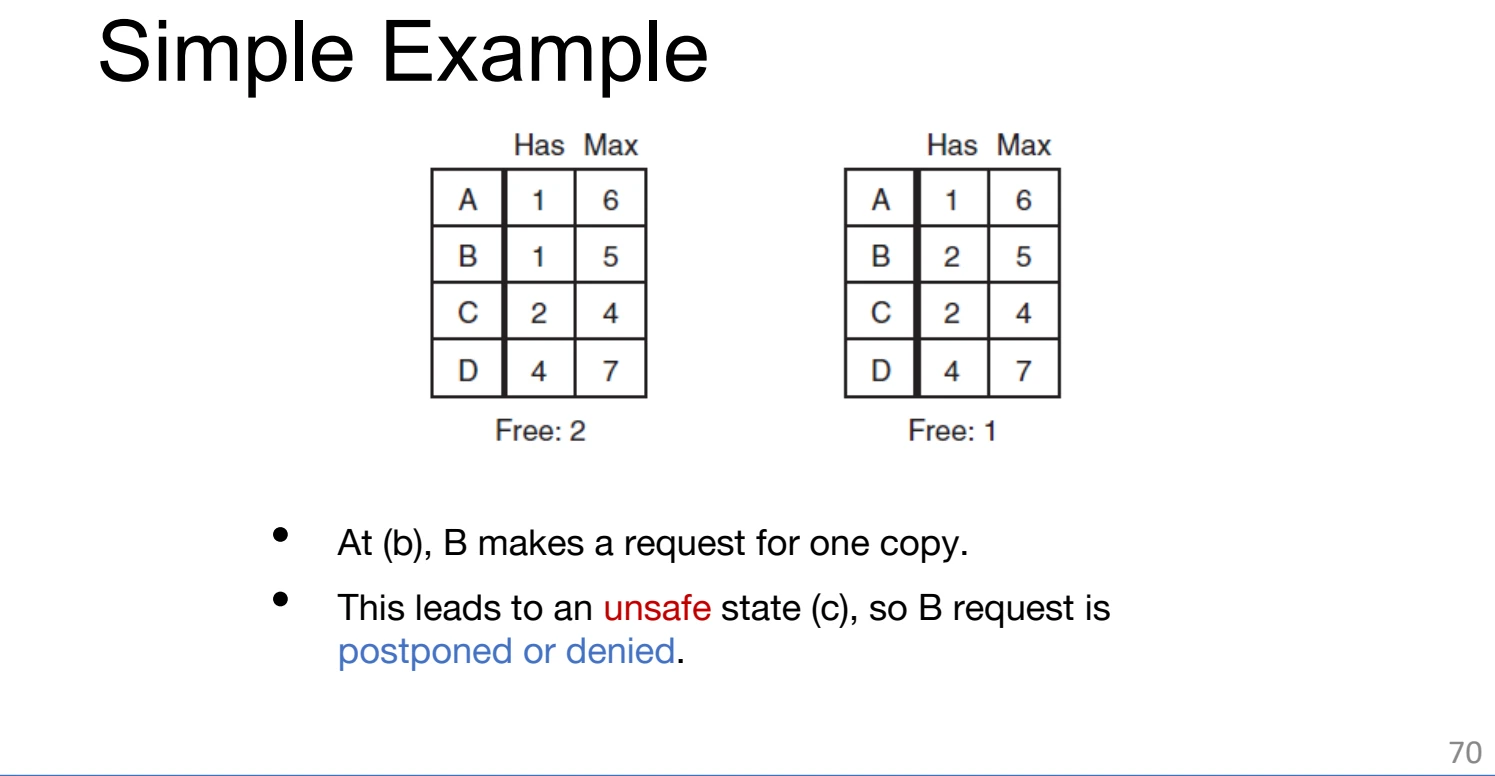 Simple Example
Has Max
A 1 6
B 1 5
C 2 4
D 4 7
Free: 2
Has Max
A 1 6
B 2 5
C 2 4
D 4 7
Free: 1
• At (b), B makes a request for one copy.
• This leads to an unsafe state (c), so B request is
postponed or denied.
70